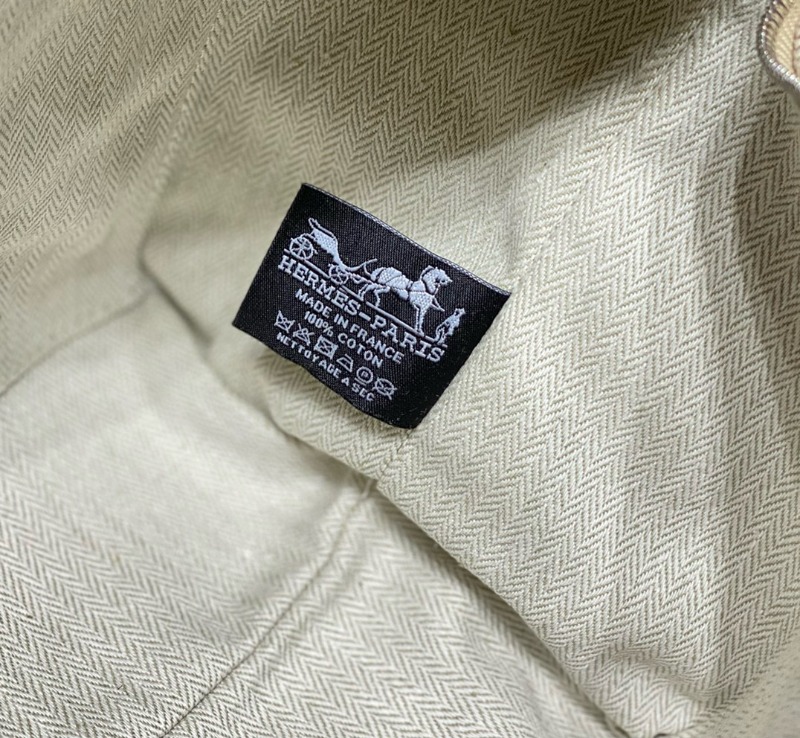 HERMES-PARIS
MADE IN FRANCE
100% COTON
NETTOYAGE A SEC